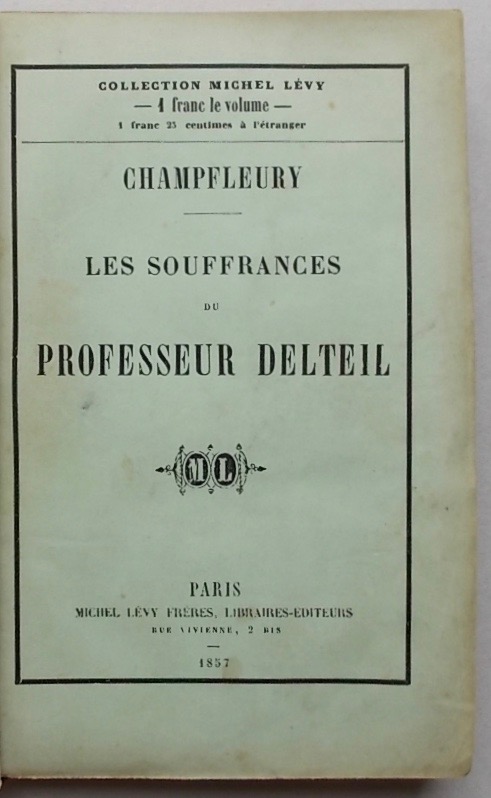 COLLECTION MICHEL LÉVY
— 1 franc le volume —
1 franc 25 centimes à l'étranger
CHAMPFLEURY
LES SOUFFRANCES
DU
PROFESSEUR DELTEIL
ML
PARIS
MICHEL LÉVY FRÈRES, LIBRAIRES-EDITEURS
RUE VIVIENNE, 2 BIS
—
1857